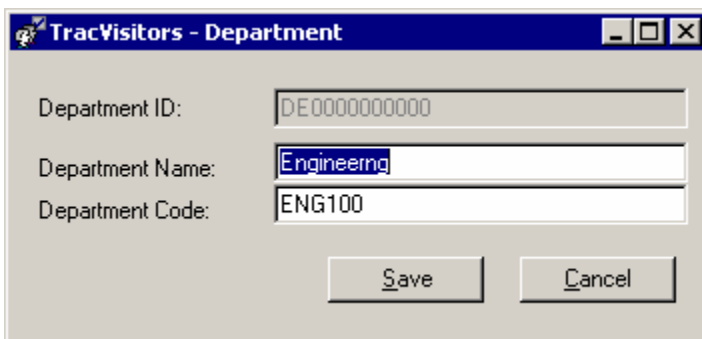 TracVisitors - Department
Department ID: DE0000000000
Department Name: Engineerng
Department Code: ENG100
Save Cancel